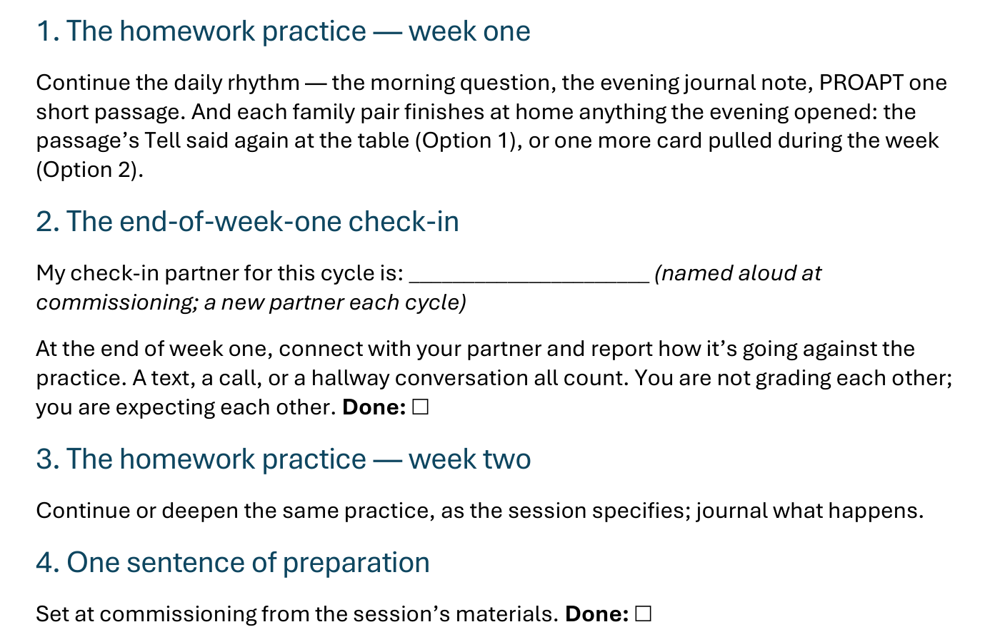 1. The homework practice — week one
Continue the daily rhythm — the morning question, the evening journal note, PROAPT one
short passage. And each family pair finishes at home anything the evening opened: the
passage’s Tell said again at the table (Option 1), or one more card pulled during the week
(Option 2).
2. The end-of-week-one check-in
My check-in partner for this cycle is: ______________________ (named aloud at
commissioning; a new partner each cycle)
At the end of week one, connect with your partner and report how it’s going against the
practice. A text, a call, or a hallway conversation all count. You are not grading each other;
you are expecting each other. Done: ☐
3. The homework practice — week two
Continue or deepen the same practice, as the session specifies; journal what happens.
4. One sentence of preparation
Set at commissioning from the session’s materials. Done: ☐